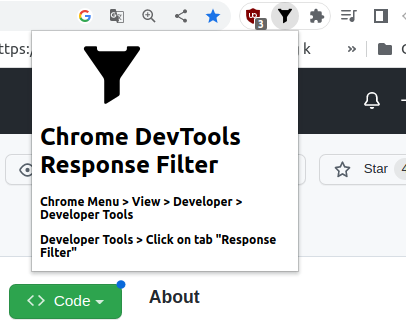 3
ttps:/
k
»
Chrome DevTools
Response Filter
Chrome Menu > View > Developer >
Developer Tools
Developer Tools > Click on tab "Response
Filter"
Star 4
Code
About